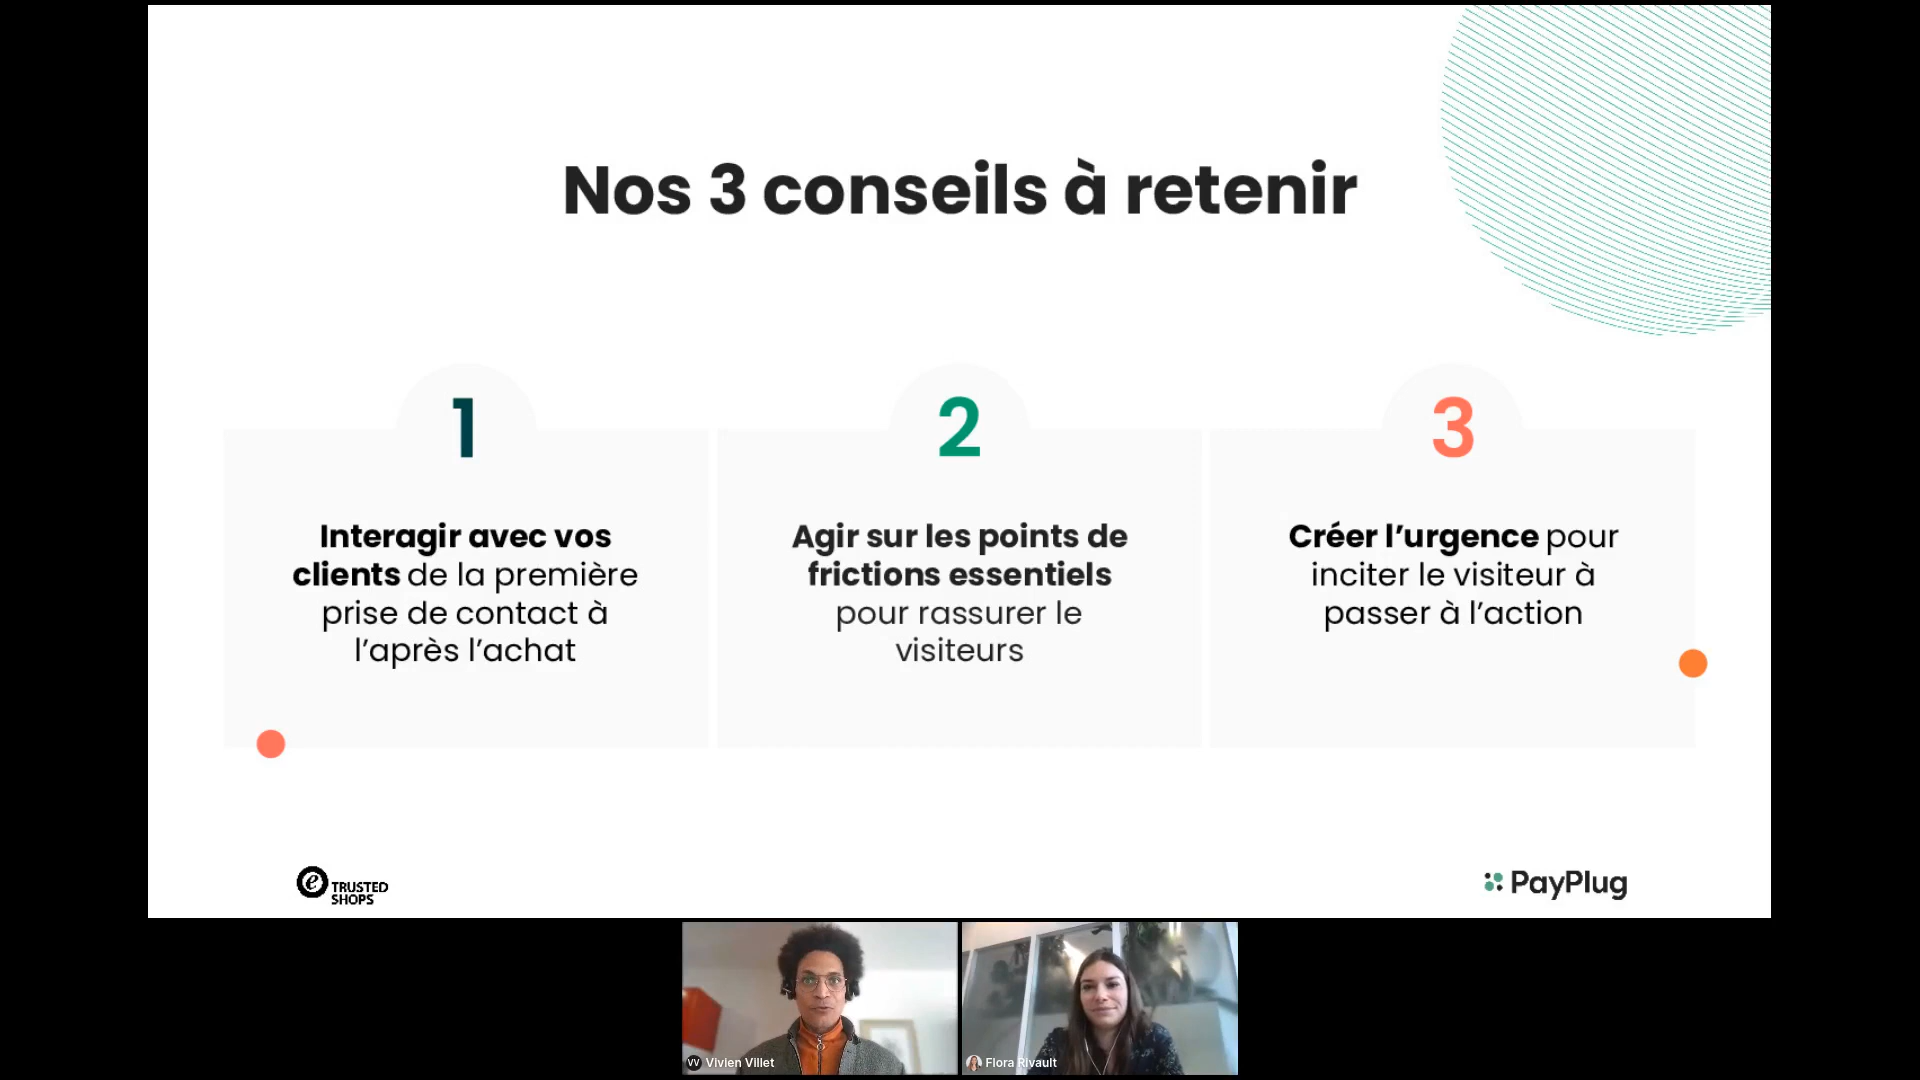 Nos 3 conseils à retenir
1
Interagir avec vos
clients de la première
prise de contact à
l’après l’achat
2
Agir sur les points de
frictions essentiels
pour rassurer le
visiteurs
3
Créer l’urgence pour
inciter le visiteur à
passer à l’action
e TRUSTED
SHOPS
PayPlug
VV Vivien Villet
Flora Rivault